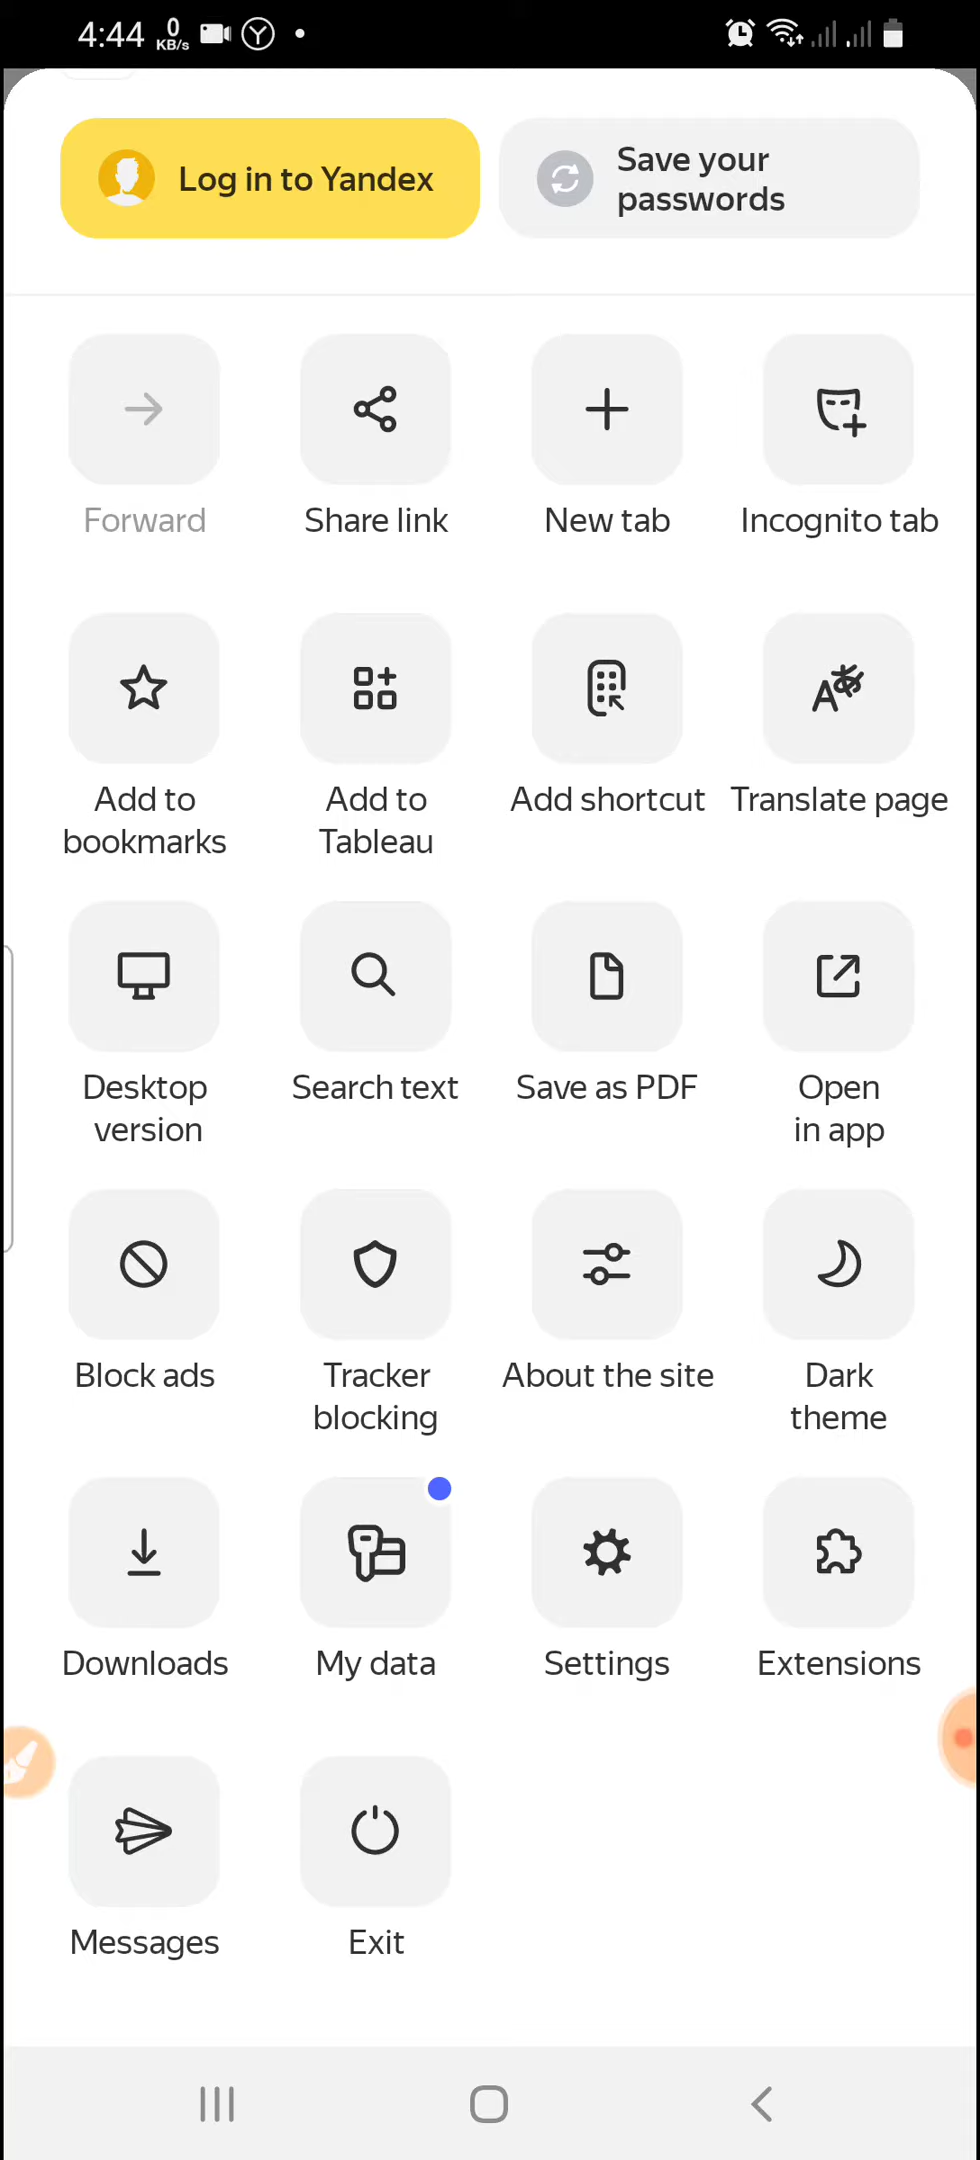 4:44 0 KB/s
Log in to Yandex
Save your
passwords
Forward
Share link
New tab
Incognito tab
Add to
bookmarks
Add to
Tableau
Add shortcut
Translate page
Desktop
version
Search text
Save as PDF
Open
in app
Block ads
Tracker
blocking
About the site
Dark
theme
Downloads
My data
Settings
Extensions
Messages
Exit